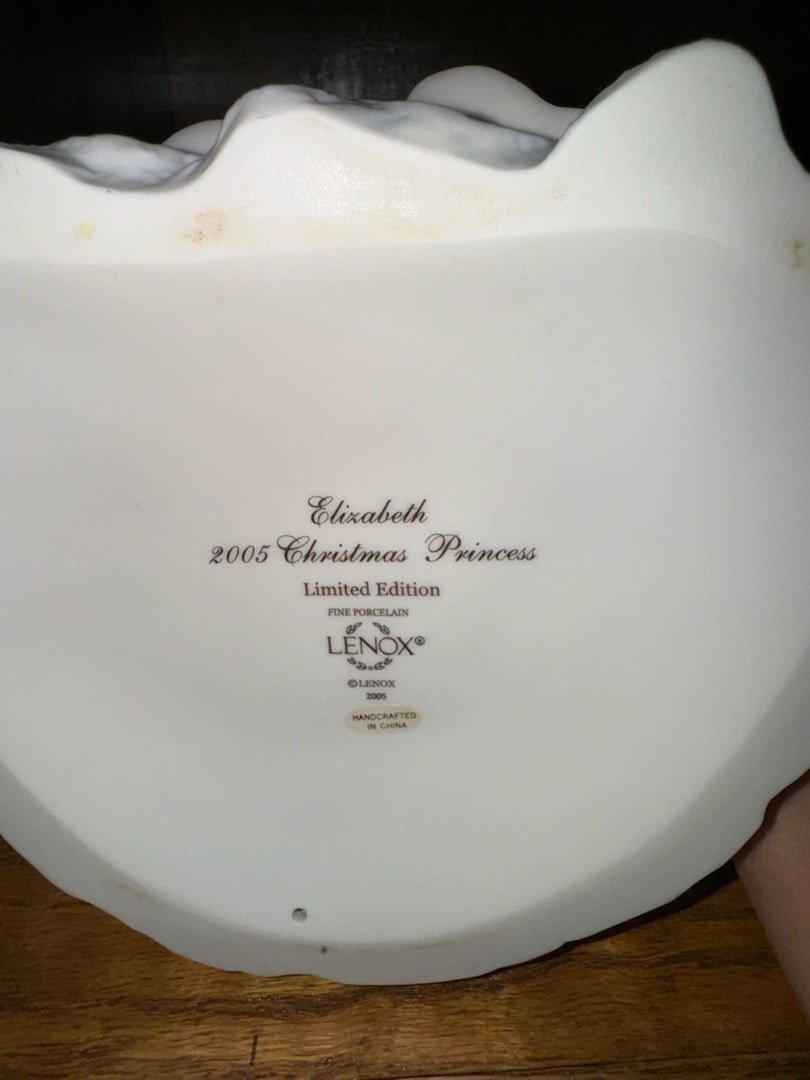 Elizabeth
2005 Christmas Princess
Limited Edition
FINE PORCELAIN
LENOX®
©LENOX
2005
HANDCRAFTED
IN CHINA